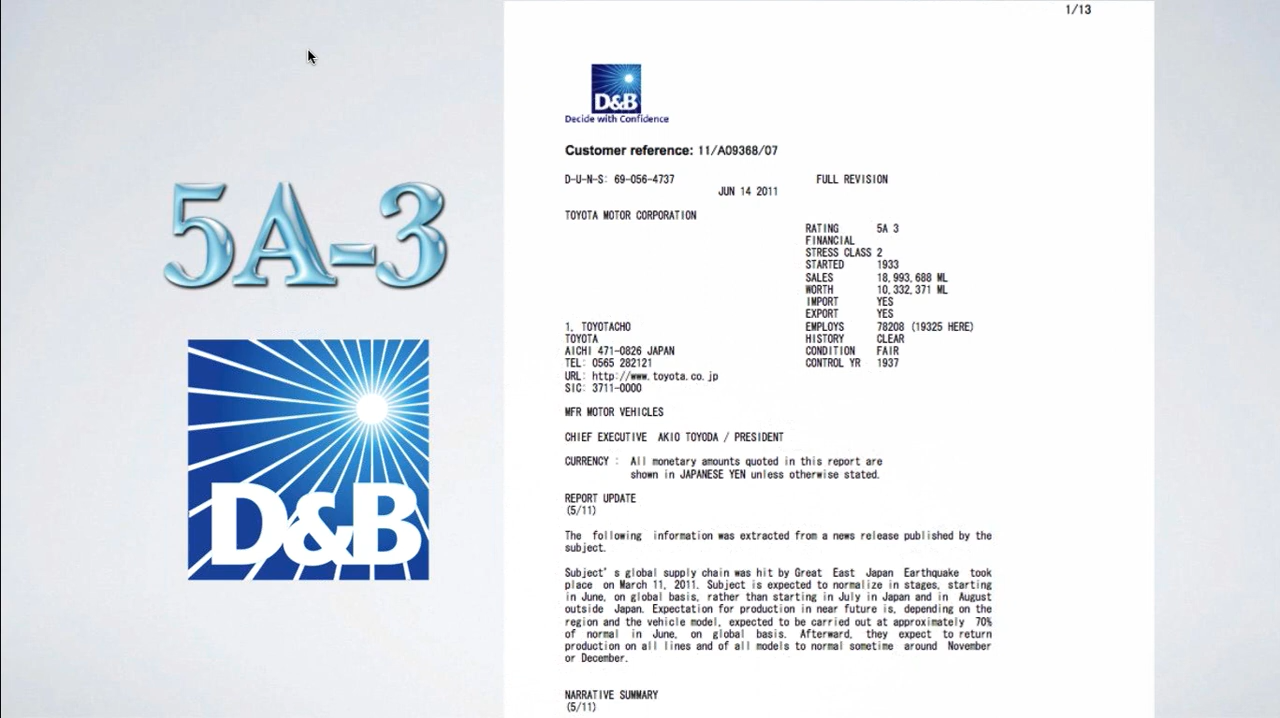 1/13
D&B
Decide with Confidence
Customer reference: 11/A09368/07
D-U-N-S: 69-056-4737 FULL REVISION
JUN 14 2011
TOYOTA MOTOR CORPORATION
RATING 5A 3
FINANCIAL
STRESS CLASS 2
STARTED 1933
SALES 18,993,688 ML
WORTH 10,332,371 ML
IMPORT YES
EXPORT YES
1, TOYOTACHO EMPLOYS 78208 (19325 HERE)
TOYOTA HISTORY CLEAR
AICHI 471-0826 JAPAN CONDITION FAIR
TEL: 0565 282121 CONTROL YR 1937
URL: http://www.toyota.co.jp
SIC: 3711-0000
MFR MOTOR VEHICLES
CHIEF EXECUTIVE AKIO TOYODA / PRESIDENT
CURRENCY : All monetary amounts quoted in this report are
shown in JAPANESE YEN unless otherwise stated.
REPORT UPDATE
(5/11)
The following information was extracted from a news release published by the
subject.
Subject's global supply chain was hit by Great East Japan Earthquake took
place on March 11, 2011. Subject is expected to normalize in stages, starting
in June, on global basis, rather than starting in July in Japan and in August
outside Japan. Expectation for production in near future is, depending on the
region and the vehicle model, expected to be carried out at approximately 70%
of normal in June, on global basis. Afterward, they expect to return
production on all lines and of all models to normal sometime around November
or December.
NARRATIVE SUMMARY
(5/11)
5A-3
D&B